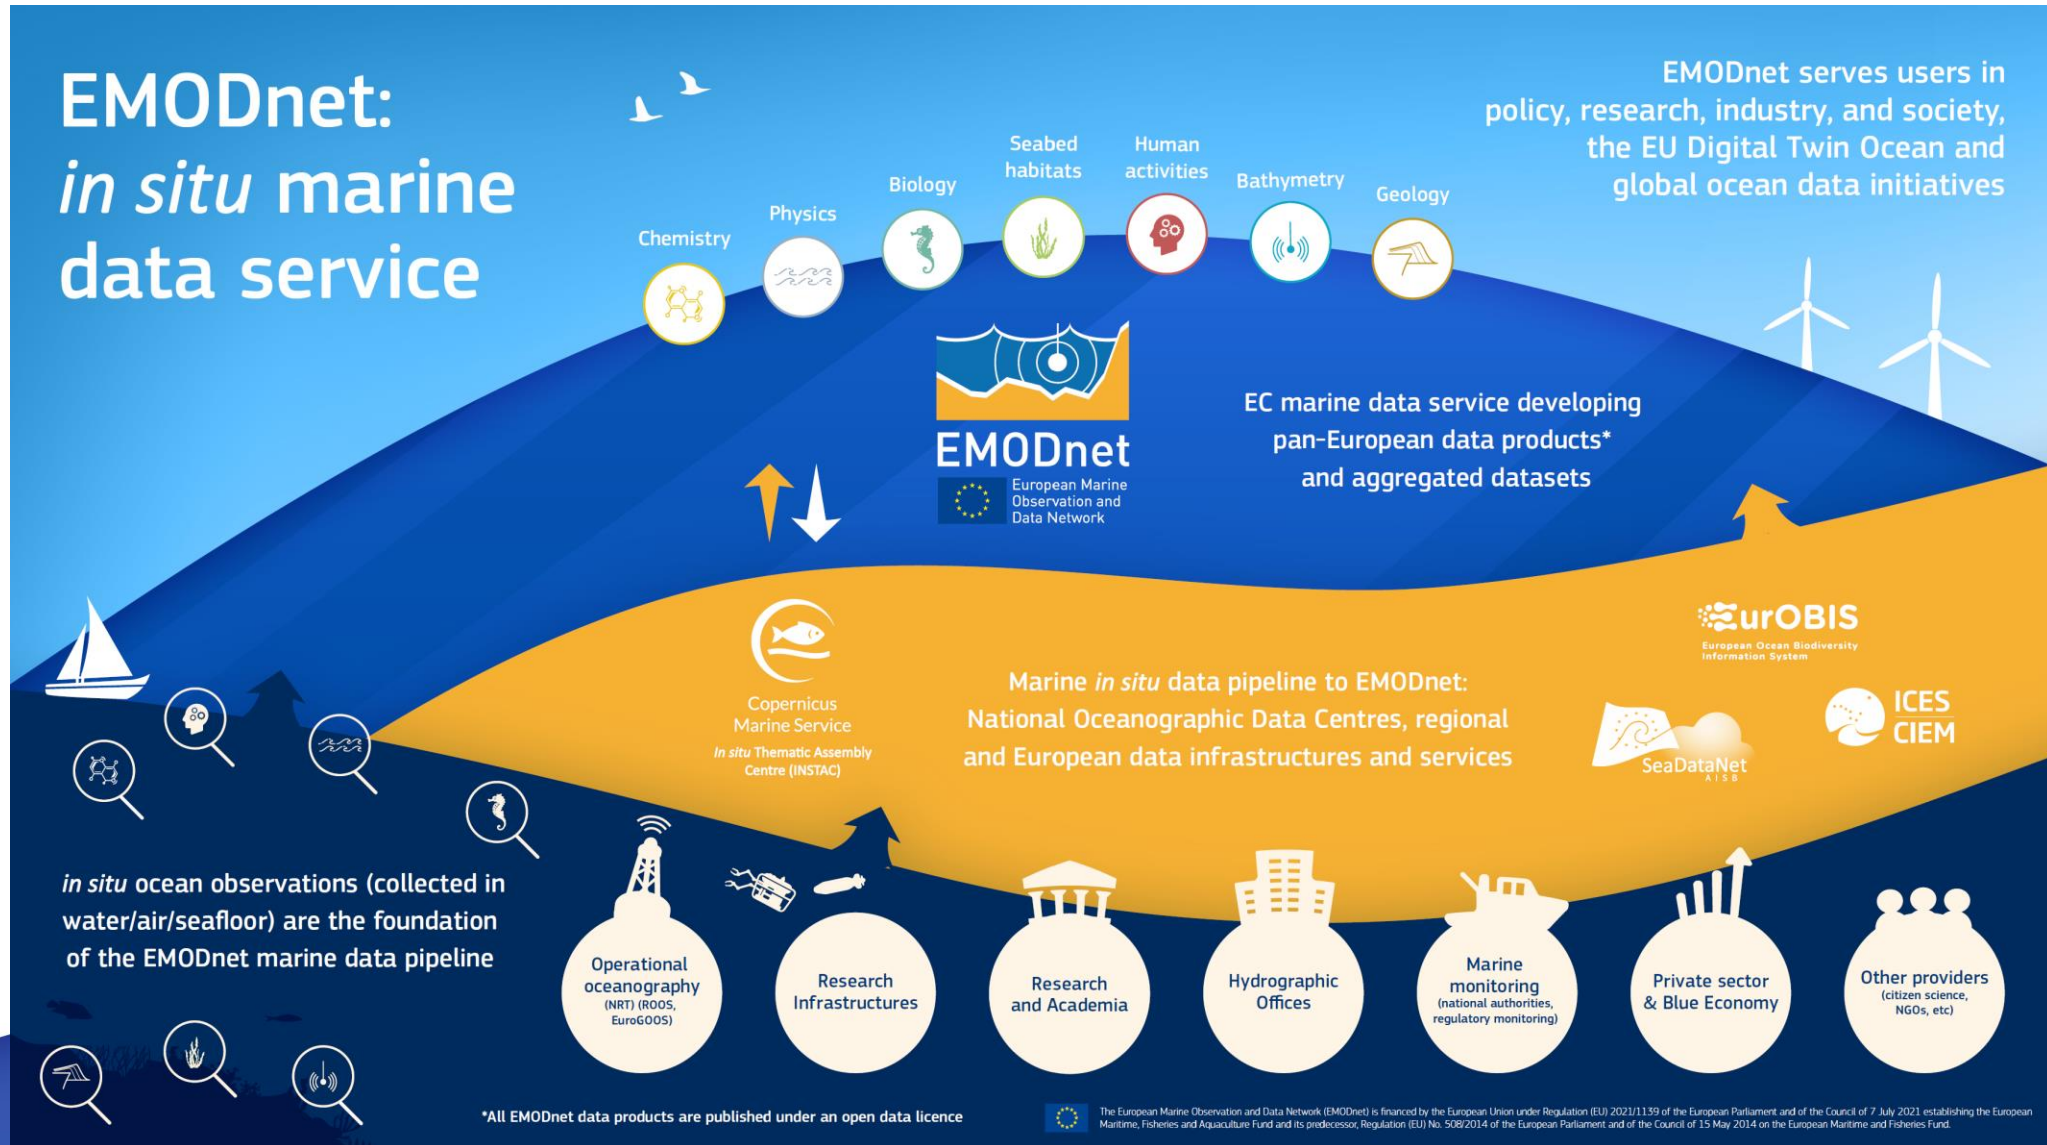 EMODnet:
in situ marine
data service
EMODnet serves users in
policy, research, industry, and society,
the EU Digital Twin Ocean and
global ocean data initiatives
Chemistry
Physics
Biology
Seabed
habitats
Human
activities
Bathymetry
Geology
EMODnet
European Marine
Observation and
Data Network
EC marine data service developing
pan-European data products*
and aggregated datasets
Copernicus
Marine Service
In situ Thematic Assembly
Centre (INSTAC)
Marine in situ data pipeline to EMODnet:
National Oceanographic Data Centres, regional
and European data infrastructures and services
EurOBIS
European Ocean Biodiversity
Information System
SeaDataNet
AISB
ICES
CIEM
in situ ocean observations (collected in
water/air/seafloor) are the foundation
of the EMODnet marine data pipeline
Operational
oceanography
(NRT) (ROOS,
EuroGOOS)
Research
Infrastructures
Research
and Academia
Hydrographic
Offices
Marine
monitoring
(national authorities,
regulatory monitoring)
Private sector
& Blue Economy
Other providers
(citizen science,
NGOs, etc)
*All EMODnet data products are published under an open data licence
The European Marine Observation and Data Network (EMODnet) is financed by the European Union under Regulation (EU) 2021/1139 of the European Parliament and of the Council of 7 July 2021 establishing the European
Maritime, Fisheries and Aquaculture Fund and its predecessor, Regulation (EU) No. 508/2014 of the European Parliament and of the Council of 15 May 2014 on the European Maritime and Fisheries Fund.